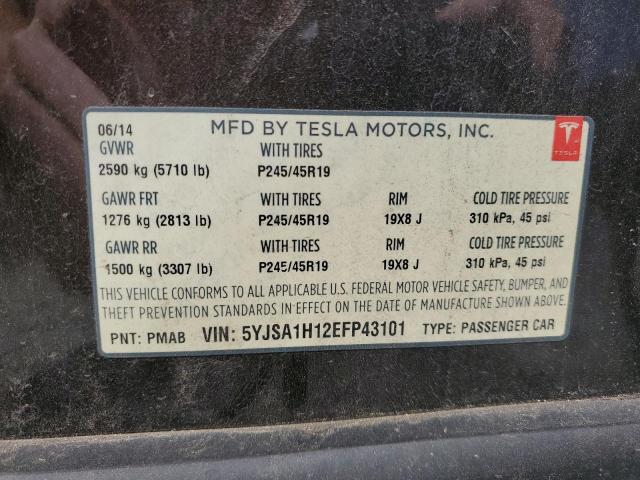 06/14 MFD BY TESLA MOTORS, INC.
GVWR WITH TIRES
2590 kg (5710 lb) P245/45R19
TESLA
GAWR FRT WITH TIRES RIM COLD TIRE PRESSURE
1276 kg (2813 lb) P245/45R19 19X8 J 310 kPa, 45 psi
GAWR RR WITH TIRES RIM COLD TIRE PRESSURE
1500 kg (3307 lb) P245/45R19 19X8 J 310 kPa, 45 psi
THIS VEHICLE CONFORMS TO ALL APPLICABLE U.S. FEDERAL MOTOR VEHICLE SAFETY, BUMPER, AND
THEFT PREVENTION STANDARDS IN EFFECT ON THE DATE OF MANUFACTURE SHOWN ABOVE.
PNT: PMAB VIN: 5YJSA1H12EFP43101 TYPE: PASSENGER CAR